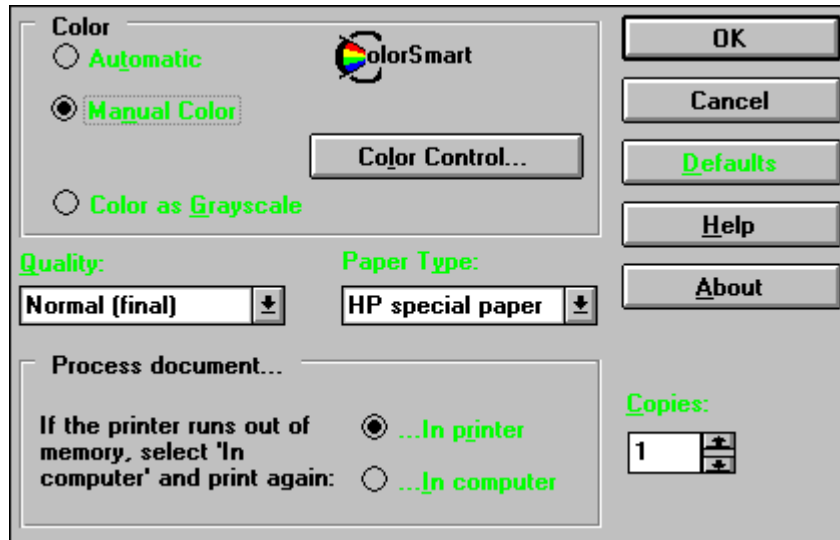 Color
Automatic
ColorSmart
Manual Color
Color Control...
Color as Grayscale
Quality:
Normal (final)
Paper Type:
HP special paper
Process document...
If the printer runs out of
memory, select 'In
computer' and print again:
...In printer
...In computer
OK
Cancel
Defaults
Help
About
Copies:
1